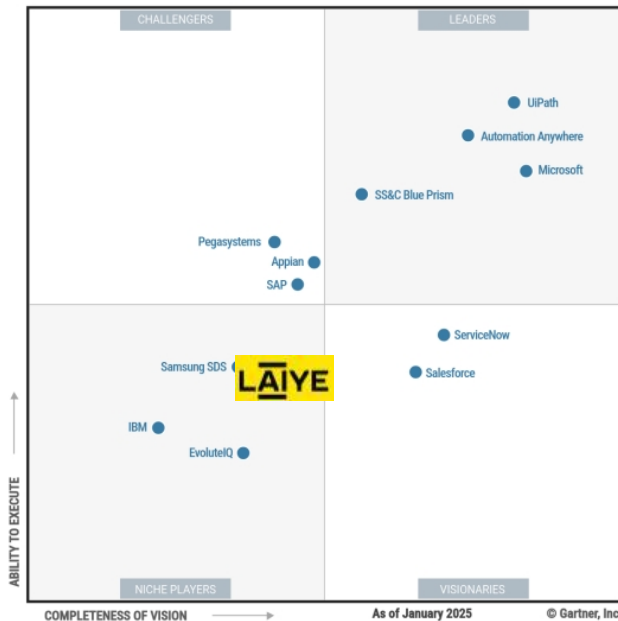 CHALLENGERS
LEADERS
UiPath
Automation Anywhere
Microsoft
SS&C Blue Prism
Pegasystems
Appian
SAP
ServiceNow
Samsung SDS
LAIYE
Salesforce
IBM
EvoluteIQ
ABILITY TO EXECUTE
NICHE PLAYERS
VISIONARIES
COMPLETENESS OF VISION
As of January 2025
© Gartner, Inc